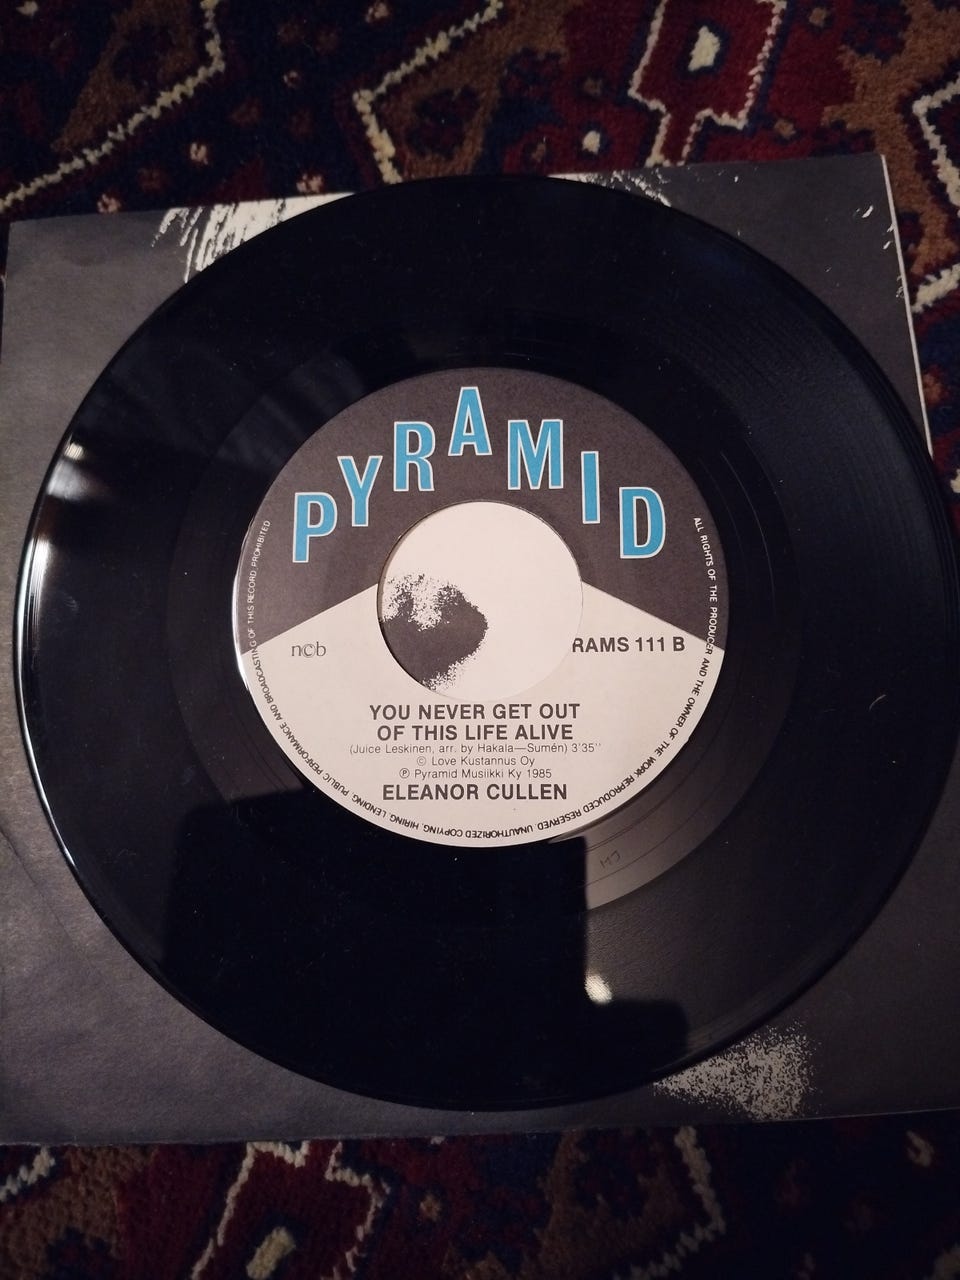 PYRAMID
ncb
RAMS 111 B
YOU NEVER GET OUT
OF THIS LIFE ALIVE
(Juice Leskinen, arr. by Hakala—Sumén) 3'35''
© Love Kustannus Oy
℗ Pyramid Musiikki Ky 1985
ELEANOR CULLEN
ALL RIGHTS OF THE PRODUCER AND THE OWNER OF THE WORK REPRODUCED RESERVED. UNAUTHORIZED COPYING, HIRING, LENDING, PUBLIC PERFORMANCE AND BROADCASTING OF THIS RECORD PROHIBITED